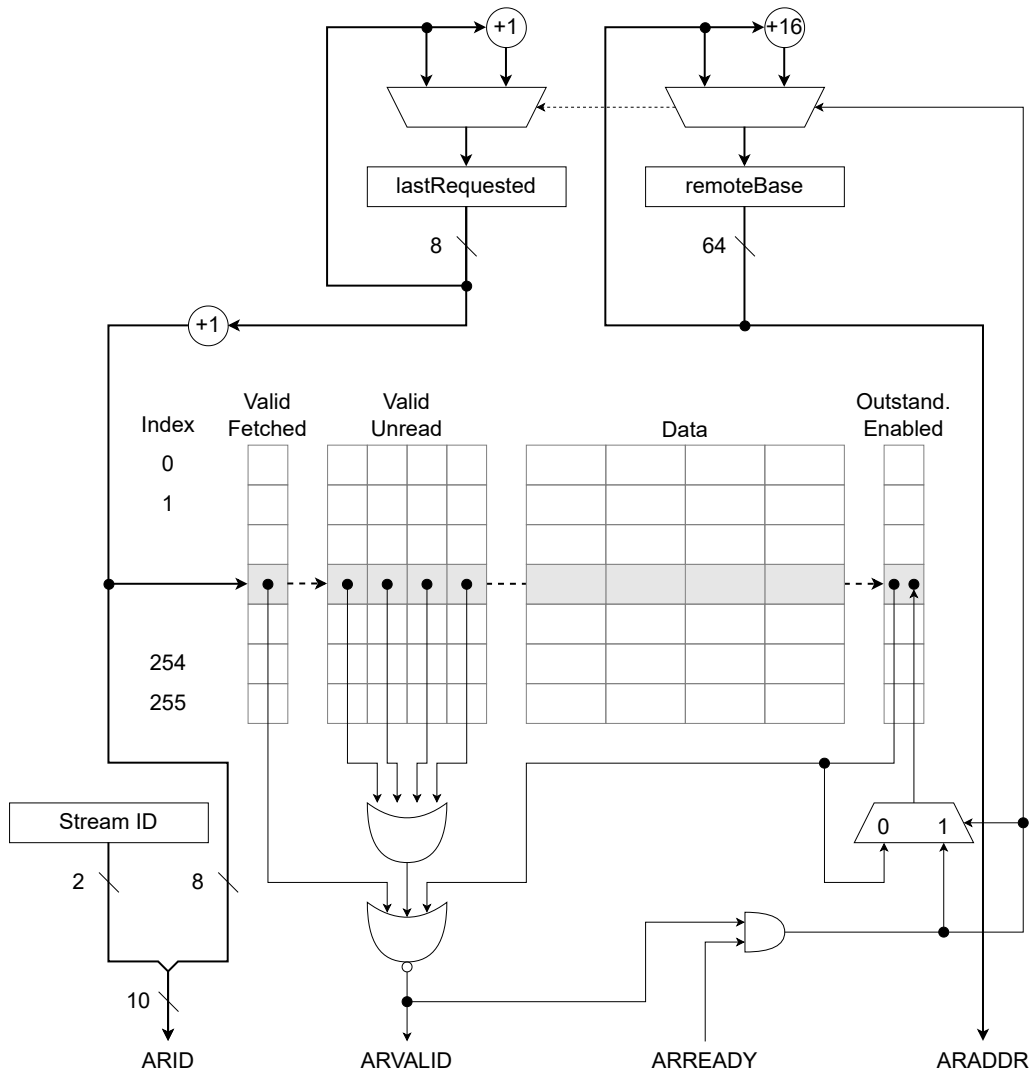 +1
+16
lastRequested
remoteBase
8
64
+1
Index
Valid
Fetched
Valid
Unread
Data
Outstand.
Enabled
0
1
254
255
Stream ID
0 1
2
8
10
ARID
ARVALID
ARREADY
ARADDR